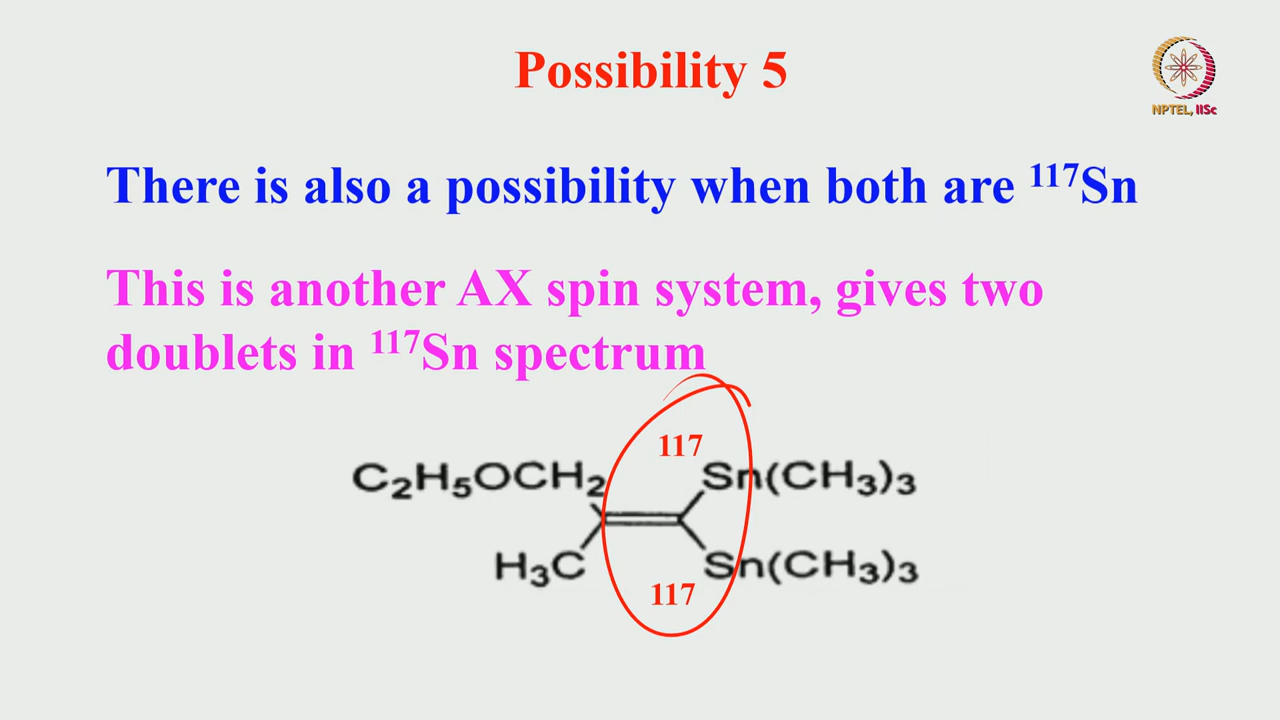 Possibility 5
NPTEL, IISc
There is also a possibility when both are ¹¹⁷Sn
This is another AX spin system, gives two
doublets in ¹¹⁷Sn spectrum
117
C₂H₅OCH₂ Sn(CH₃)₃
H₃C Sn(CH₃)₃
117